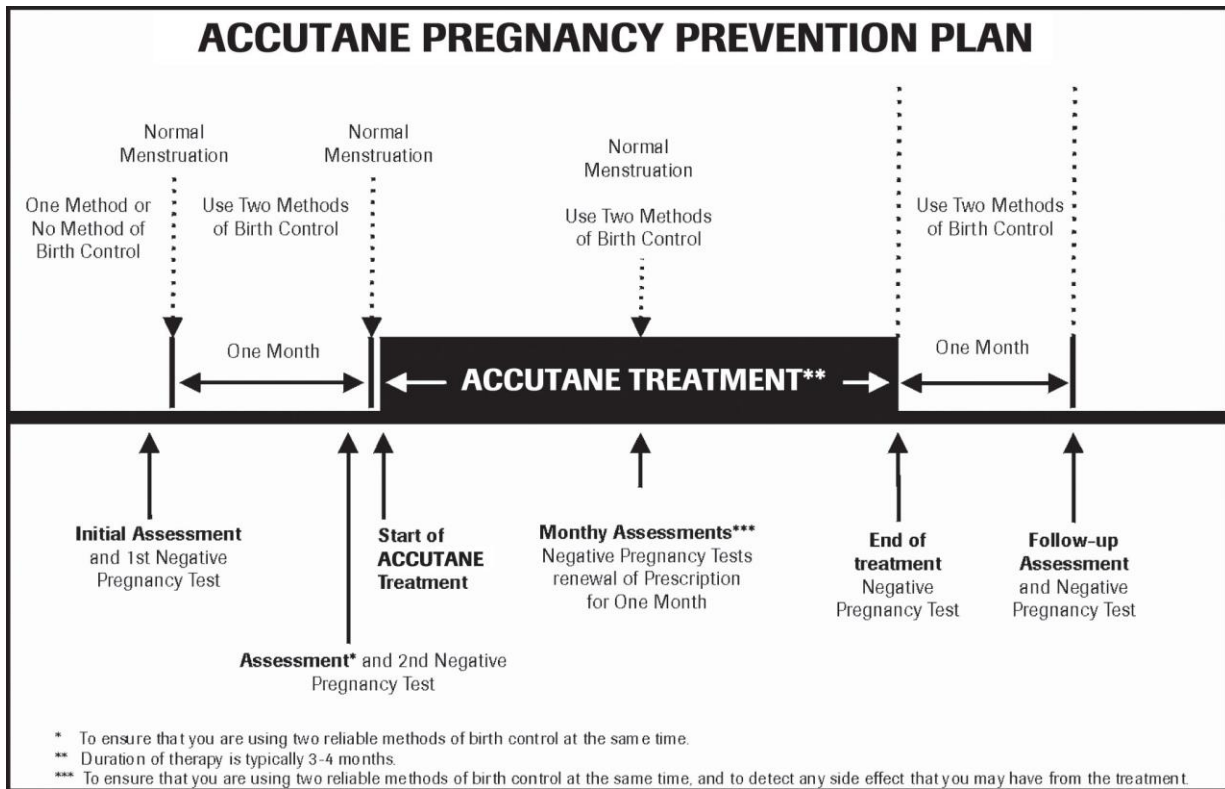 ACCUTANE PREGNANCY PREVENTION PLAN
Normal
Menstruation
Normal
Menstruation
Normal
Menstruation
One Method or
No Method of
Birth Control
Use Two Methods
of Birth Control
Use Two Methods
of Birth Control
Use Two Methods
of Birth Control
One Month
One Month
ACCUTANE TREATMENT**
Initial Assessment
and 1st Negative
Pregnancy Test
Assessment* and 2nd Negative
Pregnancy Test
Start of
ACCUTANE
Treatment
Monthy Assessments***
Negative Pregnancy Tests
renewal of Prescription
for One Month
End of
treatment
Negative
Pregnancy Test
Follow-up
Assessment
and Negative
Pregnancy Test
* To ensure that you are using two reliable methods of birth control at the same time.
** Duration of therapy is typically 3-4 months.
*** To ensure that you are using two reliable methods of birth control at the same time, and to detect any side effect that you may have from the treatment.